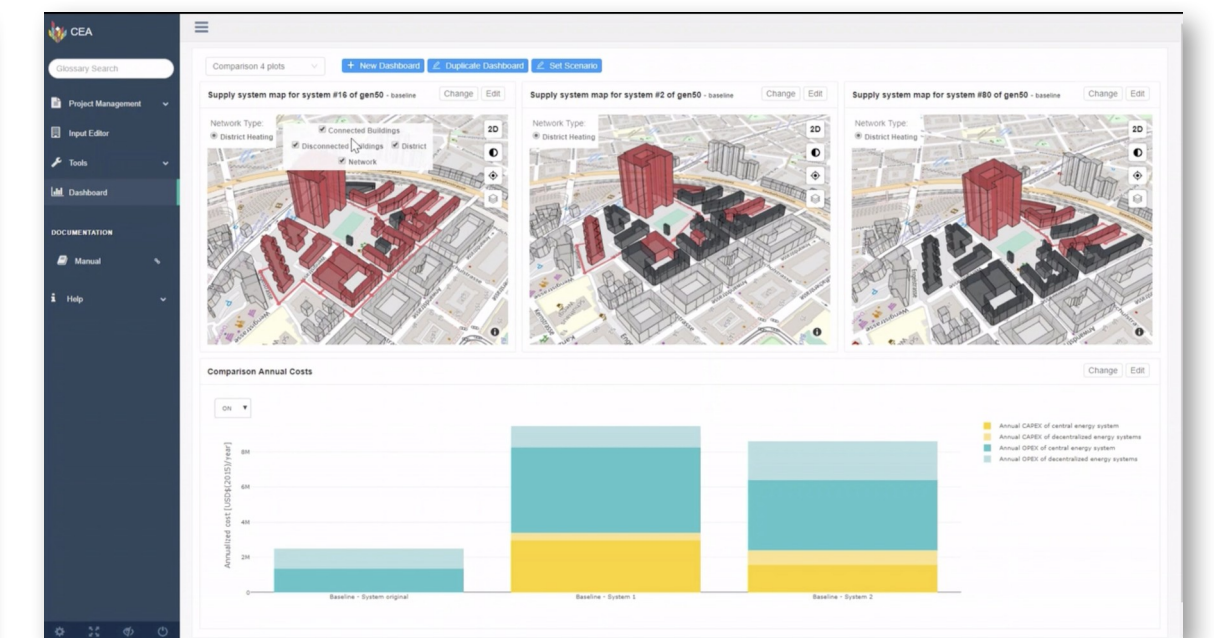 CEA
Glossary Search
Project Management
Input Editor
Tools
Dashboard
DOCUMENTATION
Manual
Help
Comparison 4 plots
+ New Dashboard
Duplicate Dashboard
Set Scenario
Supply system map for system #16 of gen50 - baseline
Change Edit
Network Type:
District Heating
Connected Buildings
Disconnected Buildings District
Network
2D
Supply system map for system #2 of gen50 - baseline
Change Edit
Network Type:
District Heating
2D
Supply system map for system #80 of gen50 - baseline
Change Edit
Network Type:
District Heating
2D
Comparison Annual Costs
Change Edit
ON
Annualized cost [USD$(2015)/year]
8M
6M
4M
2M
0
Baseline - System original
Baseline - System 1
Baseline - System 2
Annual CAPEX of central energy system
Annual CAPEX of decentralized energy systems
Annual OPEX of central energy system
Annual OPEX of decentralized energy systems